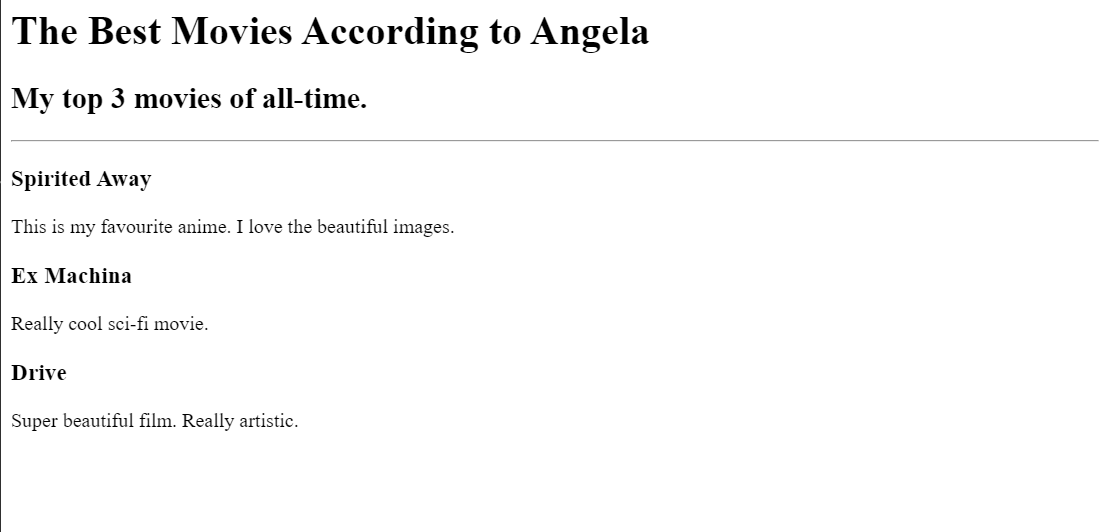 The Best Movies According to Angela
My top 3 movies of all-time.
Spirited Away
This is my favourite anime. I love the beautiful images.
Ex Machina
Really cool sci-fi movie.
Drive
Super beautiful film. Really artistic.